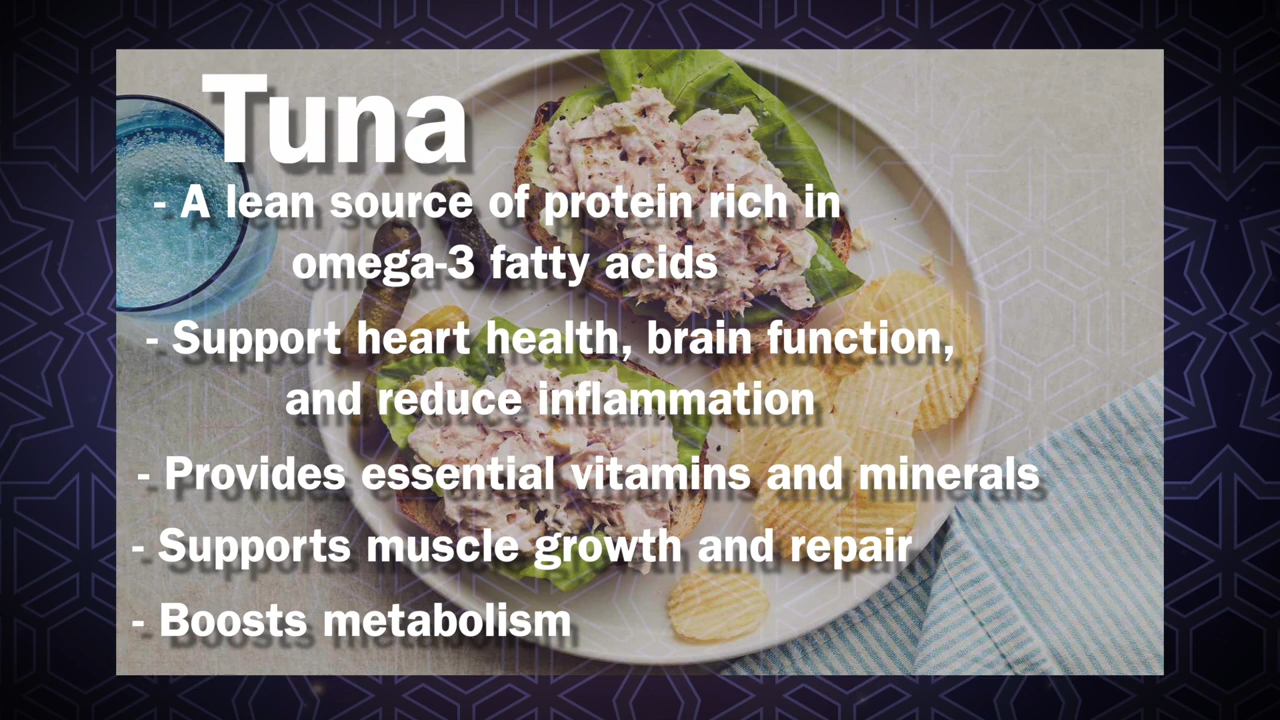 Tuna
- A lean source of protein rich in
omega-3 fatty acids
- Support heart health, brain function,
and reduce inflammation
- Provides essential vitamins and minerals
- Supports muscle growth and repair
- Boosts metabolism